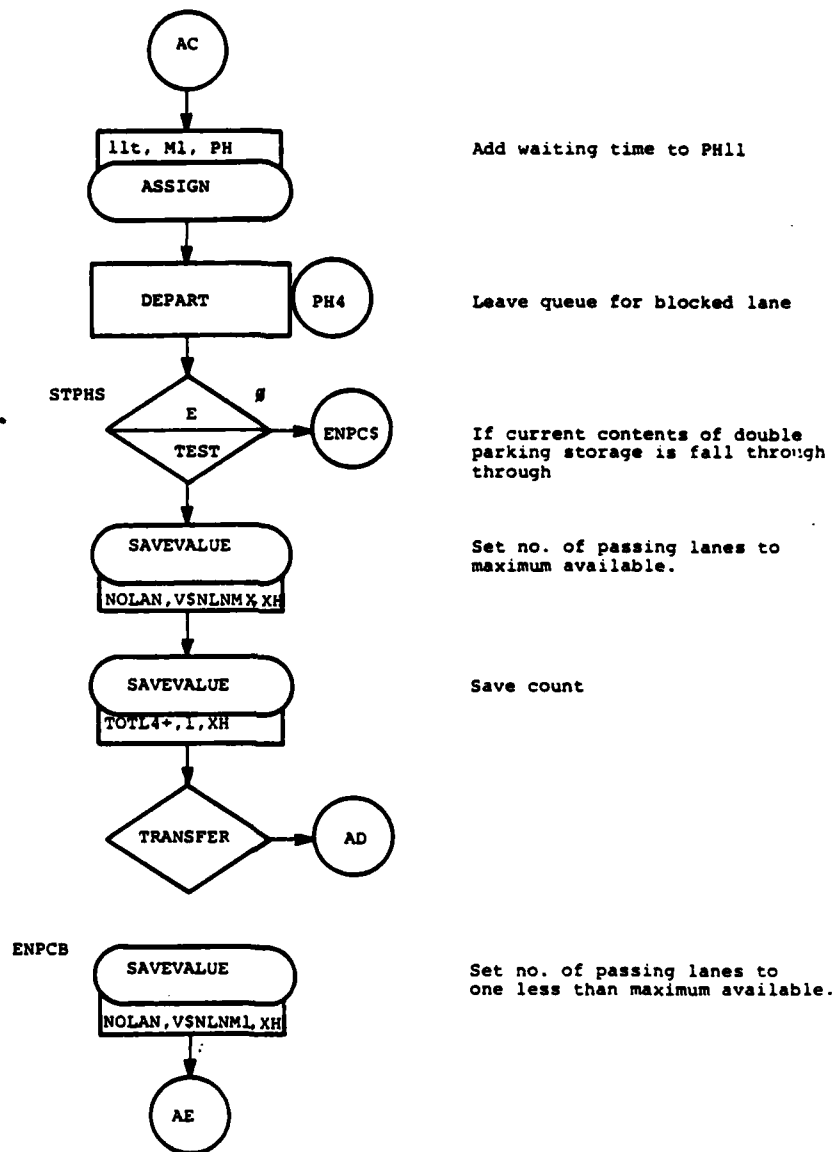 AC
11t, M1, PH
ASSIGN
Add waiting time to PH11
DEPART
PH4
Leave queue for blocked lane
STPHS
Ø
E
TEST
ENPC$
If current contents of double
parking storage is fall through
through
SAVEVALUE
NOLAN,V$NLNMX,XH
Set no. of passing lanes to
maximum available.
SAVEVALUE
TOTL4+,1,XH
Save count
TRANSFER
AD
ENPCB
SAVEVALUE
NOLAN,V$NLNM1,XH
Set no. of passing lanes to
one less than maximum available.
AE